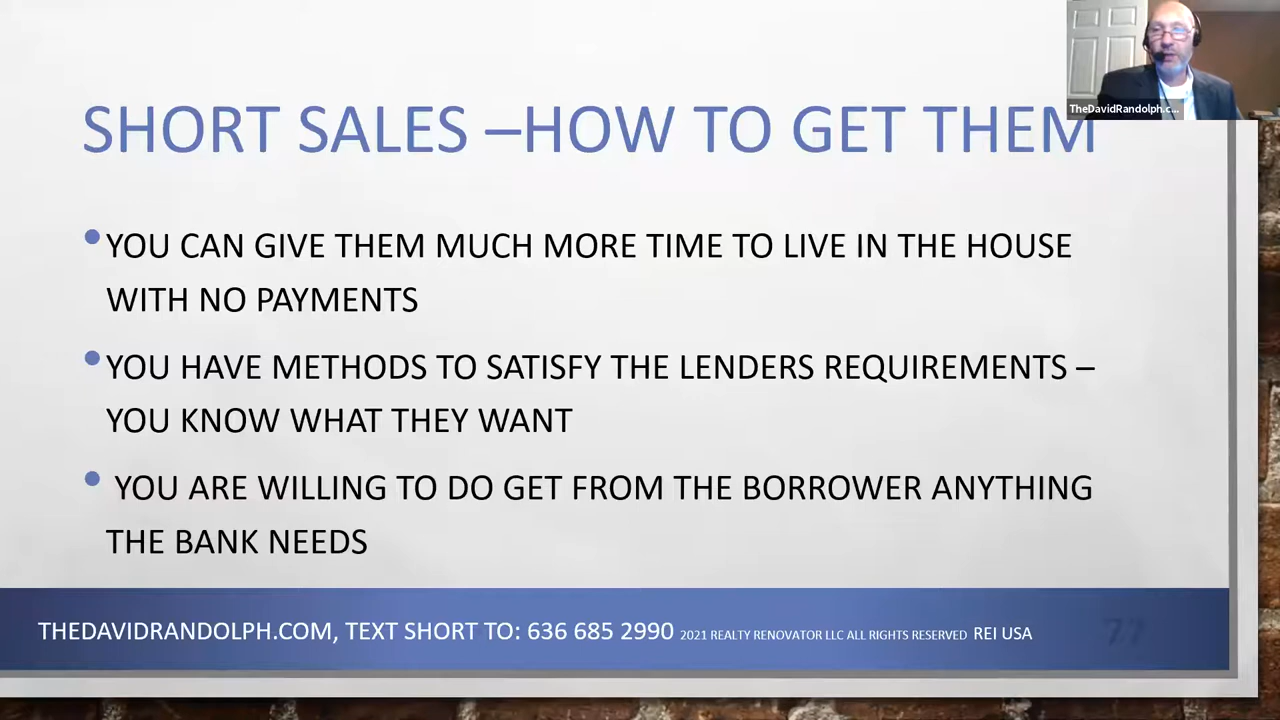 TheDavidRandolph.c...
SHORT SALES –HOW TO GET THEM
•YOU CAN GIVE THEM MUCH MORE TIME TO LIVE IN THE HOUSE
WITH NO PAYMENTS
•YOU HAVE METHODS TO SATISFY THE LENDERS REQUIREMENTS –
YOU KNOW WHAT THEY WANT
• YOU ARE WILLING TO DO GET FROM THE BORROWER ANYTHING
THE BANK NEEDS
THEDAVIDRANDOLPH.COM, TEXT SHORT TO: 636 685 2990 2021 REALTY RENOVATOR LLC ALL RIGHTS RESERVED REI USA